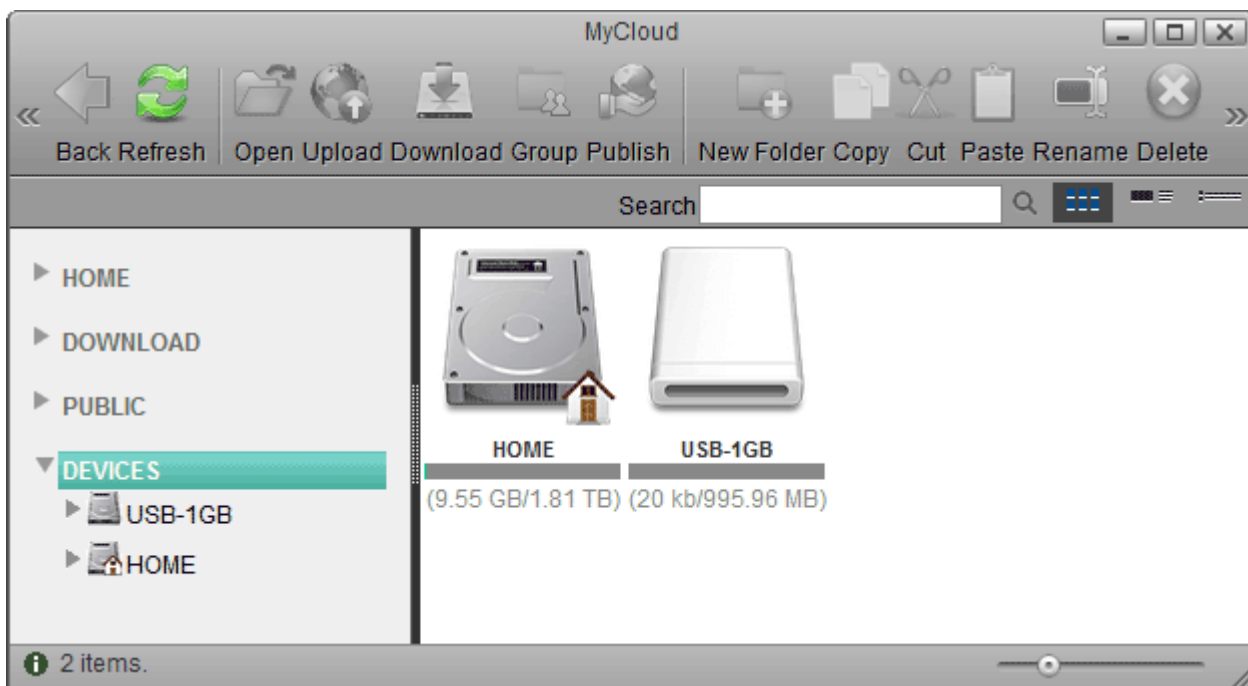 MyCloud
Back Refresh Open Upload Download Group Publish New Folder Copy Cut Paste Rename Delete
Search
HOME
DOWNLOAD
PUBLIC
DEVICES
USB-1GB
HOME
HOME
(9.55 GB/1.81 TB)
USB-1GB
(20 kb/995.96 MB)
2 items.